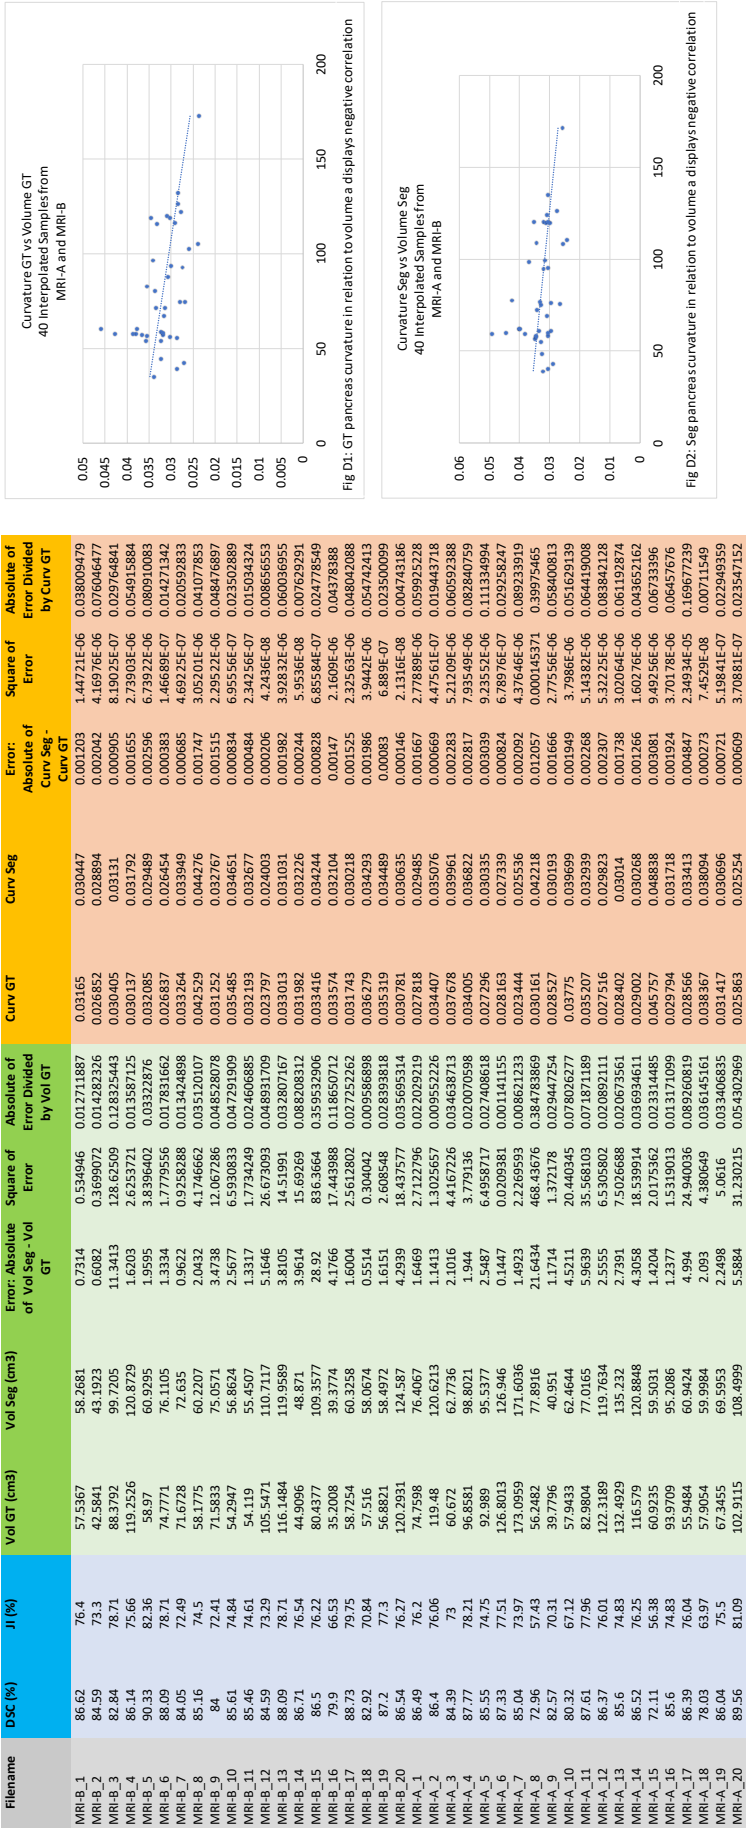 Filename DSC (%) JI (%) Vol GT (cm3) Vol Seg (cm3) Error: Absolute of Vol Seg - Vol GT Square of Error Absolute of Error Divided by Vol GT Curv GT Curv Seg Error: Absolute of Curv Seg - Curv GT Square of Error Absolute of Error Divided by Curv GT
MRI-B_1 86.62 76.4 57.5367 58.2681 0.7314 0.534946 0.012711887 0.03165 0.030447 0.001203 1.44721E-06 0.038009479
MRI-B_2 84.59 73.3 42.5841 43.1923 0.6082 0.3699072 0.014282326 0.026852 0.028894 0.002042 4.16976E-06 0.076046477
MRI-B_3 82.84 78.71 88.3792 99.7205 11.3413 128.62509 0.128325443 0.030405 0.03131 0.000905 8.19025E-07 0.029764841
MRI-B_4 86.14 75.66 119.2526 120.8729 1.6203 2.6253721 0.013587125 0.030137 0.031792 0.001655 2.73903E-06 0.054915884
MRI-B_5 90.33 82.36 58.97 60.9295 1.9595 3.8396402 0.03322876 0.032085 0.029489 0.002596 6.73922E-06 0.080910083
MRI-B_6 88.09 78.71 74.7771 76.1105 1.3334 1.7779556 0.017831662 0.026837 0.026454 0.000383 1.46689E-07 0.014271342
MRI-B_7 84.05 72.49 71.6728 72.635 0.9622 0.9258288 0.013424898 0.033264 0.033949 0.000685 4.69225E-07 0.020592833
MRI-B_8 85.16 74.5 58.1775 60.2207 2.0432 4.1746662 0.035120107 0.042529 0.044276 0.001747 3.05201E-06 0.041077853
MRI-B_9 84 72.41 71.5833 75.0571 3.4738 12.067286 0.048528078 0.031252 0.032767 0.001515 2.29522E-06 0.048476897
MRI-B_10 85.61 74.84 54.2947 56.8624 2.5677 6.5930833 0.047291909 0.035485 0.034651 0.000834 6.95556E-07 0.023502889
MRI-B_11 85.46 74.61 54.119 55.4507 1.3317 1.7734249 0.024606885 0.032193 0.032677 0.000484 2.34256E-07 0.015034324
MRI-B_12 84.59 73.29 105.5471 110.7117 5.1646 26.673093 0.048931709 0.023797 0.024003 0.000206 4.2436E-08 0.008656553
MRI-B_13 88.09 78.71 116.1484 119.9589 3.8105 14.51991 0.032807167 0.033013 0.031031 0.001982 3.92832E-06 0.060036955
MRI-B_14 86.71 76.54 44.9096 48.871 3.9614 15.69269 0.088208312 0.031982 0.032226 0.000244 5.9536E-08 0.007629291
MRI-B_15 86.5 76.22 80.4377 109.3577 28.92 836.3664 0.359532906 0.033416 0.034244 0.000828 6.85584E-07 0.024778549
MRI-B_16 79.9 66.53 35.2008 39.3774 4.1766 17.443988 0.118650712 0.033574 0.032104 0.00147 2.1609E-06 0.04378388
MRI-B_17 88.73 79.75 58.7254 60.3258 1.6004 2.5612802 0.027252262 0.031743 0.030218 0.001525 2.32563E-06 0.048042088
MRI-B_18 82.92 70.84 57.516 58.0674 0.5514 0.304042 0.009586898 0.036279 0.034293 0.001986 3.9442E-06 0.054742413
MRI-B_19 87.2 77.3 56.8821 58.4972 1.6151 2.608548 0.028393818 0.035319 0.034489 0.00083 6.889E-07 0.023500099
MRI-B_20 86.54 76.27 120.2931 124.587 4.2939 18.437577 0.035695314 0.030781 0.030635 0.000146 2.1316E-08 0.004743186
MRI-A_1 86.49 76.2 74.7598 76.4067 1.6469 2.7122796 0.022029219 0.027818 0.029485 0.001667 2.77889E-06 0.059925228
MRI-A_2 86.4 76.06 119.48 120.6213 1.1413 1.3025657 0.009552226 0.034407 0.035076 0.000669 4.47561E-07 0.019443718
MRI-A_3 84.39 73 60.672 62.7736 2.1016 4.4167226 0.034638713 0.037678 0.039961 0.002283 5.21209E-06 0.060592388
MRI-A_4 87.77 78.21 96.8581 98.8021 1.944 3.779136 0.020070598 0.034005 0.036822 0.002817 7.93549E-06 0.082840759
MRI-A_5 85.55 74.75 92.989 95.5377 2.5487 6.4958717 0.027408618 0.027296 0.030335 0.003039 9.23552E-06 0.111334994
MRI-A_6 87.33 77.51 126.8013 126.946 0.1447 0.0209381 0.001141155 0.028163 0.027339 0.000824 6.78976E-07 0.029258247
MRI-A_7 85.04 73.97 173.0959 171.6036 1.4923 2.2269593 0.008621233 0.023444 0.025536 0.002092 4.37646E-06 0.089233919
MRI-A_8 72.96 57.43 56.2482 77.8916 21.6434 468.43676 0.384783869 0.030161 0.042218 0.012057 0.000145371 0.39975465
MRI-A_9 82.57 70.31 39.7796 40.951 1.1714 1.372178 0.029447254 0.028527 0.030193 0.001666 2.77556E-06 0.058400813
MRI-A_10 80.32 67.12 57.9433 62.4644 4.5211 20.440345 0.078026277 0.03775 0.039699 0.001949 3.7986E-06 0.051629139
MRI-A_11 87.61 77.96 82.9804 77.0165 5.9639 35.568103 0.071871189 0.035207 0.032939 0.002268 5.14382E-06 0.064419008
MRI-A_12 86.37 76.01 122.3189 119.7634 2.5555 6.5305802 0.020892111 0.027516 0.029823 0.002307 5.32225E-06 0.083842128
MRI-A_13 85.6 74.83 132.4929 135.232 2.7391 7.5026688 0.020673561 0.028402 0.03014 0.001738 3.02064E-06 0.061192874
MRI-A_14 86.52 76.25 116.579 120.8848 4.3058 18.539914 0.036934611 0.029002 0.030268 0.001266 1.60276E-06 0.043652162
MRI-A_15 72.11 56.38 60.9235 59.5031 1.4204 2.0175362 0.023314485 0.045757 0.048838 0.003081 9.49256E-06 0.06733396
MRI-A_16 85.6 74.83 93.9709 95.2086 1.2377 1.5319013 0.013171099 0.029794 0.031718 0.001924 3.70178E-06 0.06457676
MRI-A_17 86.39 76.04 55.9484 60.9424 4.994 24.940036 0.089260819 0.028566 0.033413 0.004847 2.34934E-05 0.169677239
MRI-A_18 78.03 63.97 57.9054 59.9984 2.093 4.380649 0.036145161 0.038367 0.038094 0.000273 7.4529E-08 0.00711549
MRI-A_19 86.04 75.5 67.3455 69.5953 2.2498 5.0616 0.033406835 0.031417 0.030696 0.000721 5.19841E-07 0.022949359
MRI-A_20 89.56 81.09 102.9115 108.4999 5.5884 31.230215 0.054302969 0.025863 0.025254 0.000609 3.70881E-07 0.023547152
Curvature GT vs Volume GT
40 Interpolated Samples from
MRI-A and MRI-B
0.05
0.045
0.04
0.035
0.03
0.025
0.02
0.015
0.01
0.005
0
0 50 100 150 200
Fig D1: GT pancreas curvature in relation to volume a displays negative correlation
Curvature Seg vs Volume Seg
40 Interpolated Samples from
MRI-A and MRI-B
0.06
0.05
0.04
0.03
0.02
0.01
0
0 50 100 150 200
Fig D2: Seg pancreas curvature in relation to volume a displays negative correlation